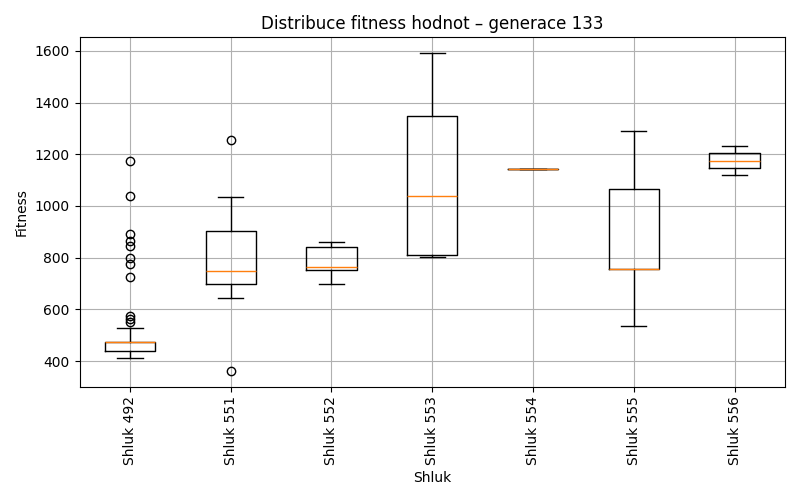 Distribuce fitness hodnot – generace 133
Fitness
1600
1400
1200
1000
800
600
400
Shluk 492
Shluk 551
Shluk 552
Shluk 553
Shluk 554
Shluk 555
Shluk 556
Shluk